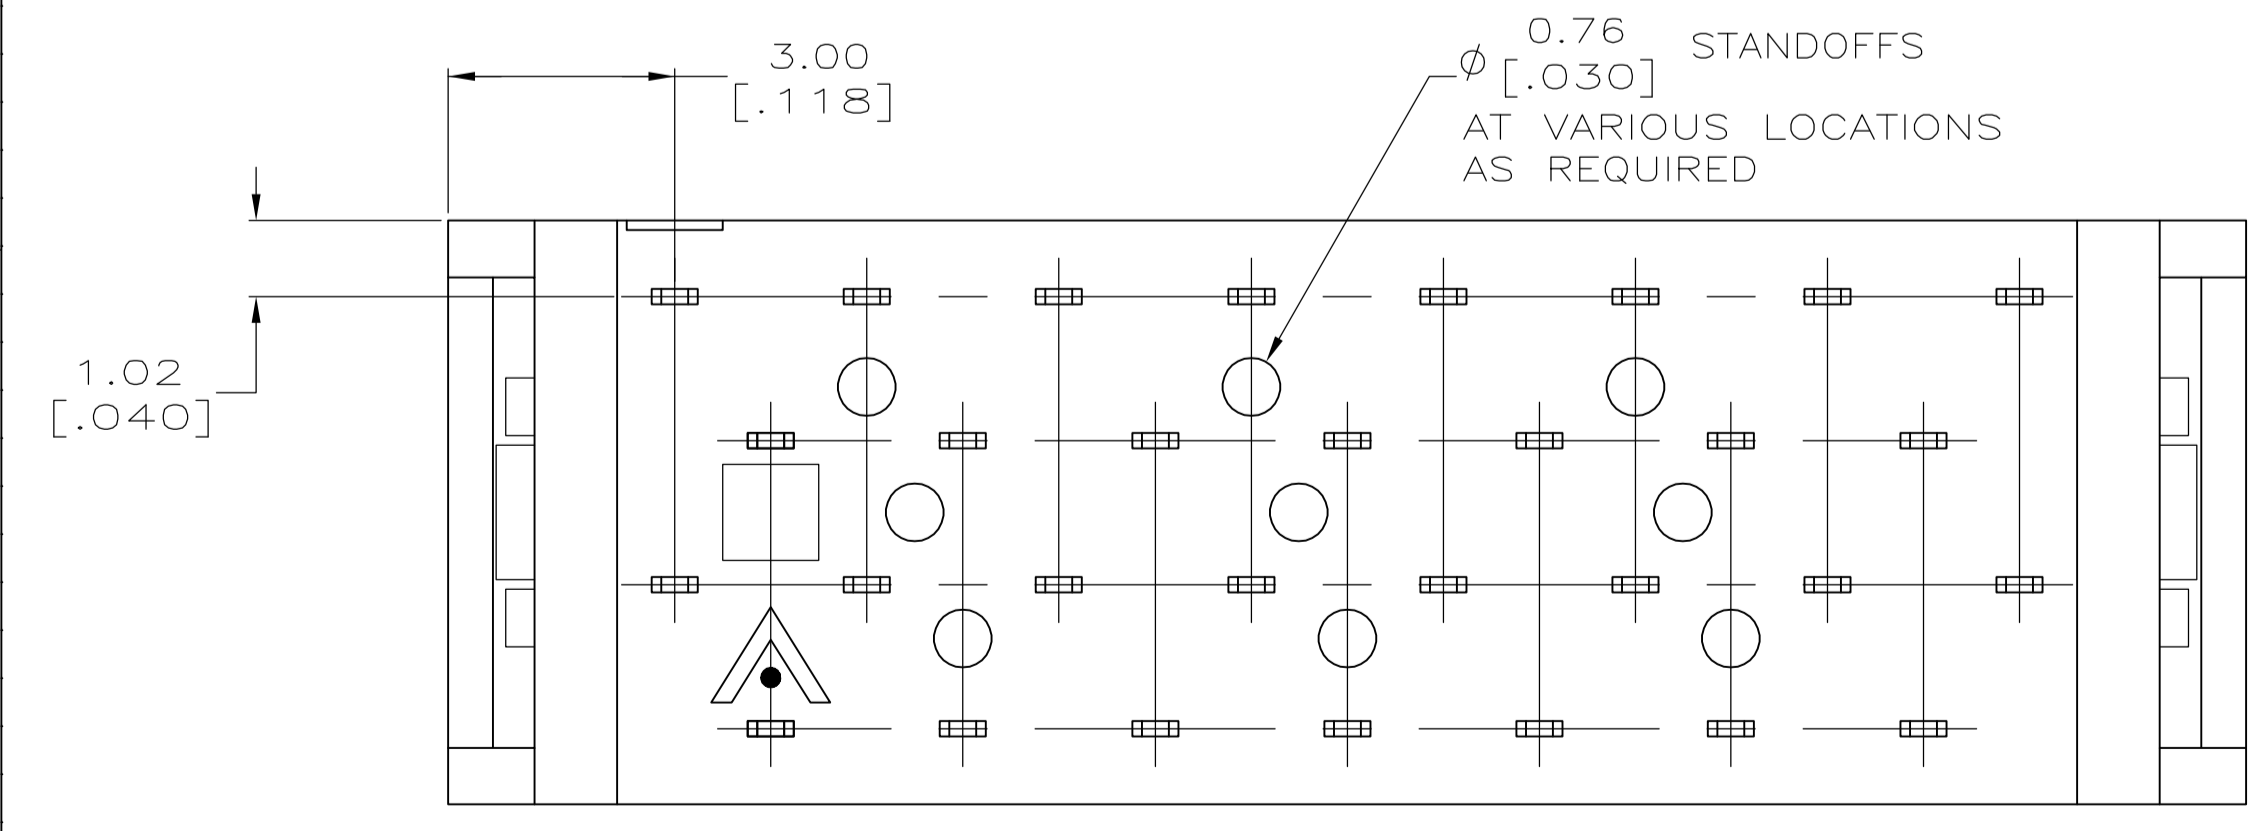 3.00
[.118]
⌀ 0.76 STANDOFFS
[.030]
AT VARIOUS LOCATIONS
AS REQUIRED
1.02
[.040]